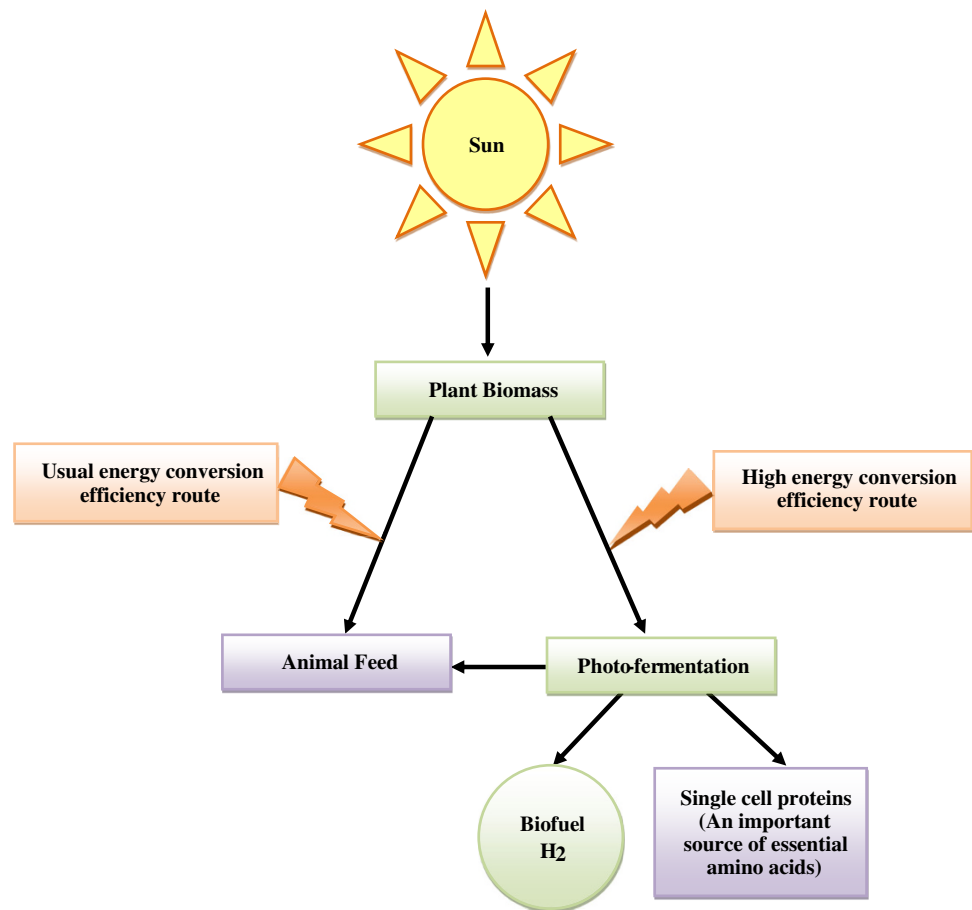 Sun
Plant Biomass
Usual energy conversion
efficiency route
High energy conversion
efficiency route
Animal Feed
Photo-fermentation
Biofuel
H2
Single cell proteins
(An important
source of essential
amino acids)